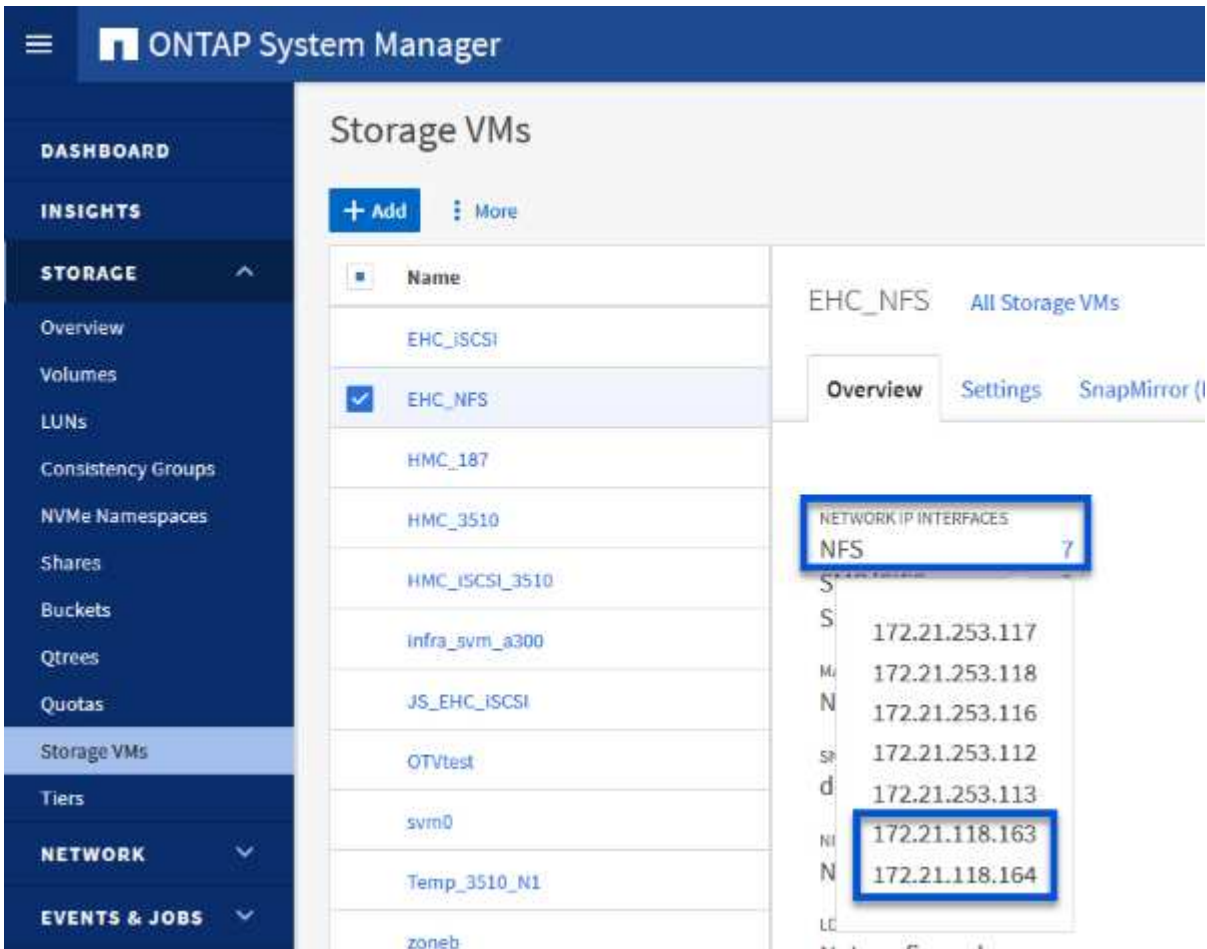 ONTAP System Manager
DASHBOARD
INSIGHTS
STORAGE
Overview
Volumes
LUNs
Consistency Groups
NVMe Namespaces
Shares
Buckets
Qtrees
Quotas
Storage VMs
Tiers
NETWORK
EVENTS & JOBS
Storage VMs
+ Add
More
Name
EHC_iSCSI
EHC_NFS
HMC_187
HMC_3510
HMC_iSCSI_3510
infra_svm_a300
JS_EHC_iSCSI
OTVtest
svm0
Temp_3510_N1
zoneb
EHC_NFS All Storage VMs
Overview Settings SnapMirror (
NETWORK IP INTERFACES
NFS 7
172.21.253.117
172.21.253.118
172.21.253.116
172.21.253.112
172.21.253.113
172.21.118.163
172.21.118.164